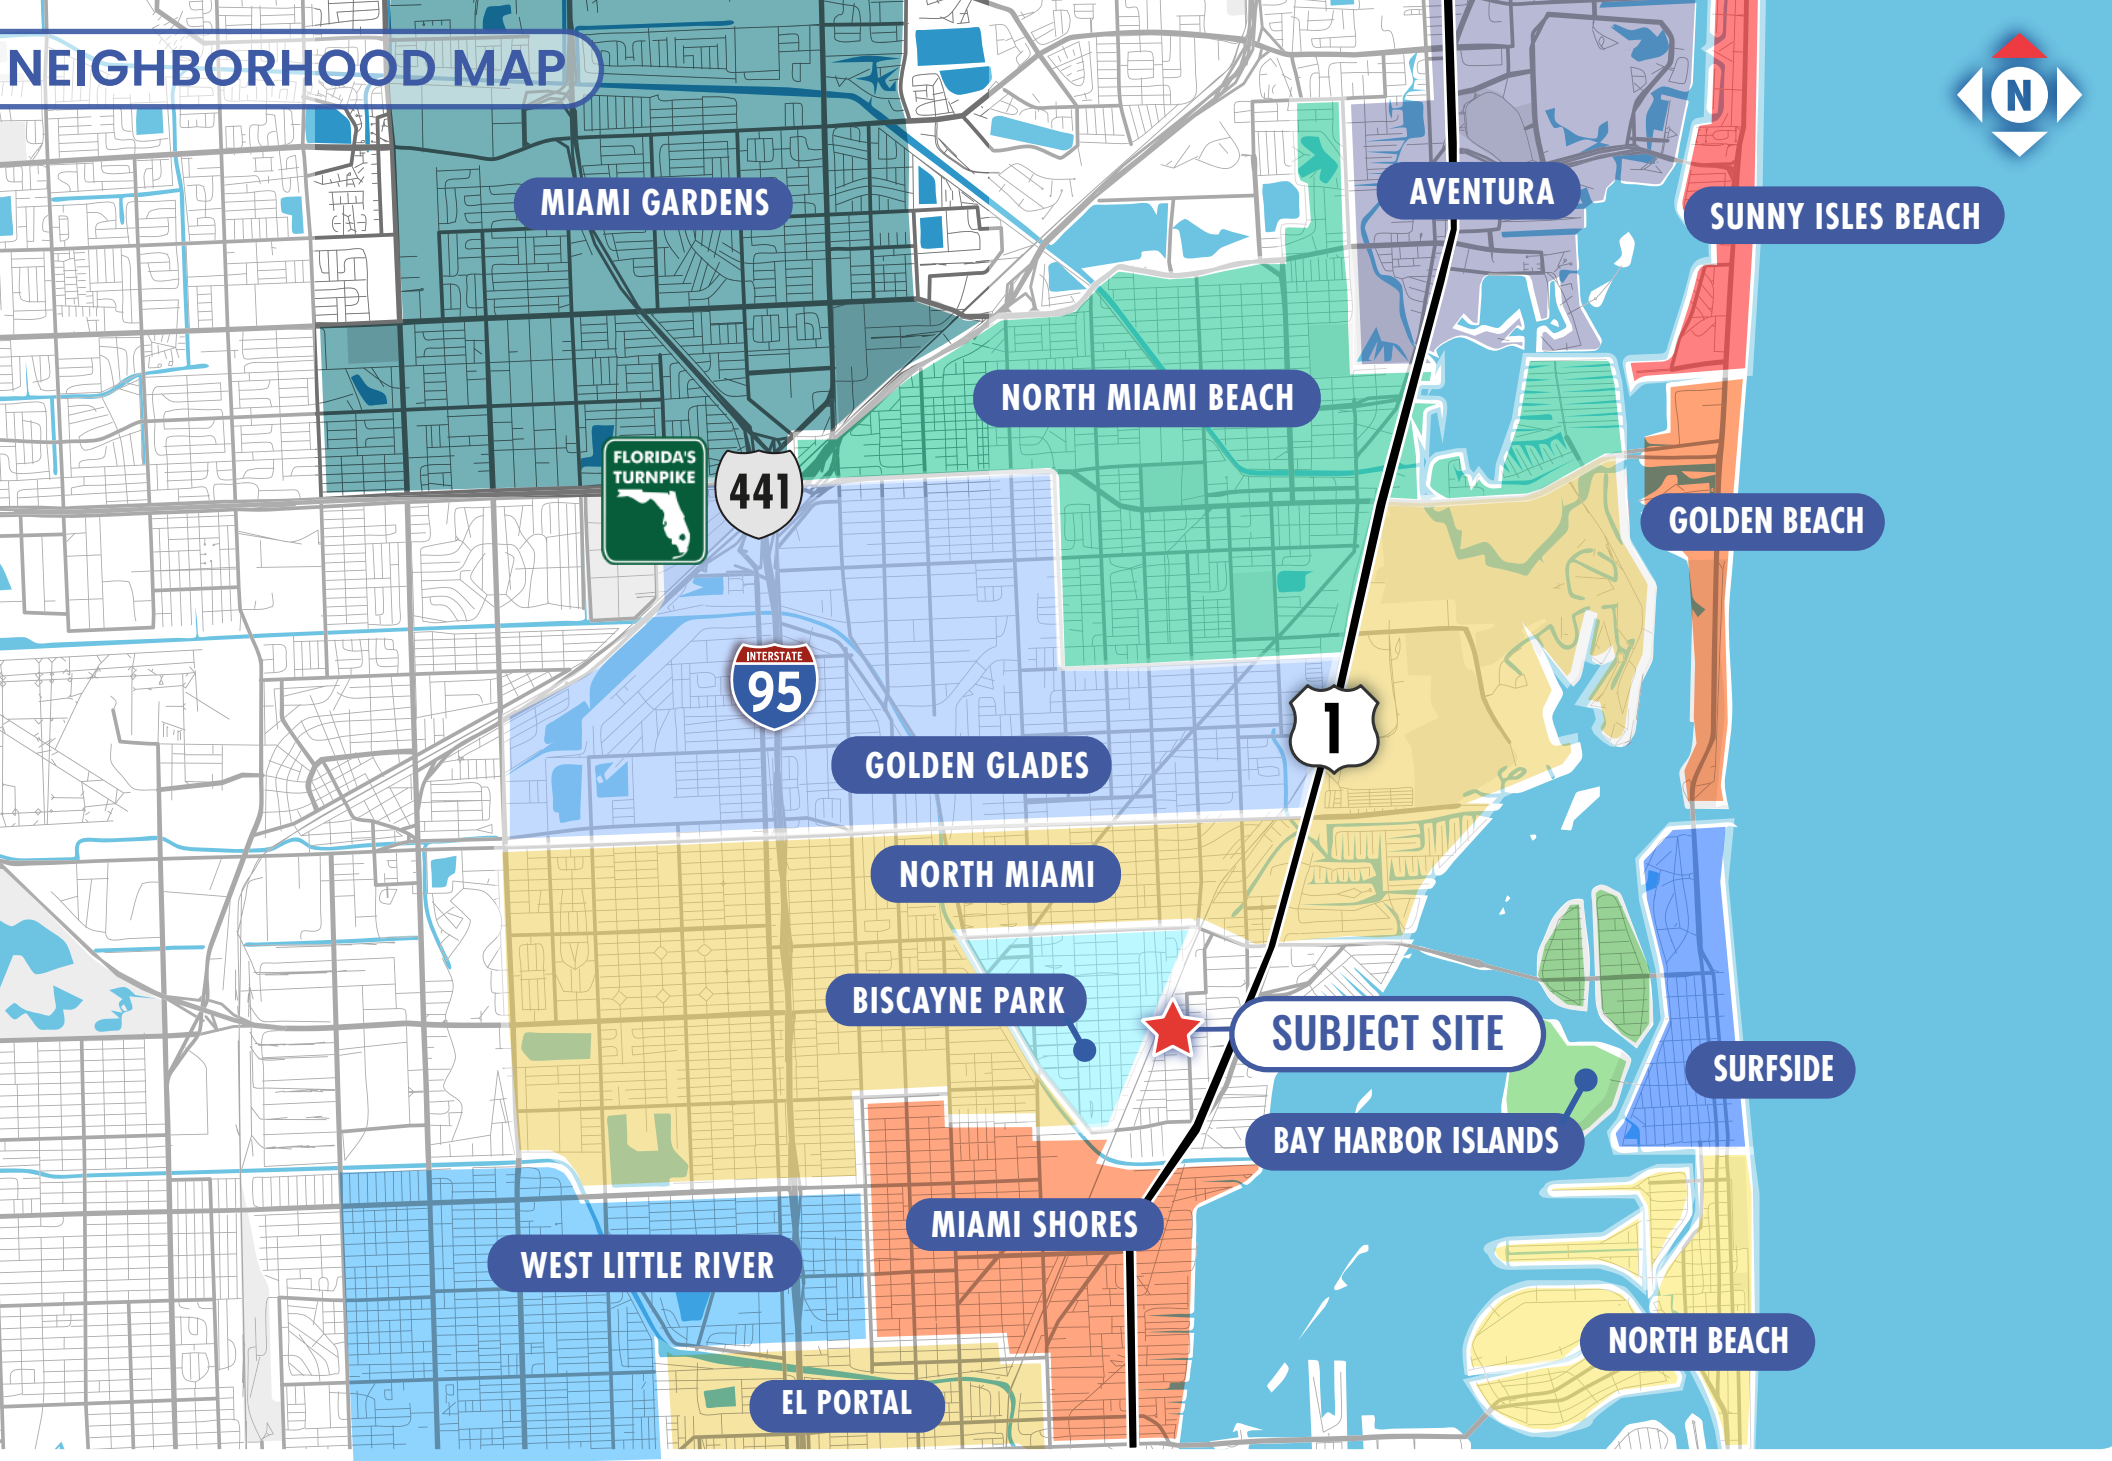 NEIGHBORHOOD MAP
N
MIAMI GARDENS
AVENTURA
SUNNY ISLES BEACH
NORTH MIAMI BEACH
FLORIDA'S
TURNPIKE
441
GOLDEN BEACH
INTERSTATE
95
1
GOLDEN GLADES
NORTH MIAMI
BISCAYNE PARK
SUBJECT SITE
SURFSIDE
BAY HARBOR ISLANDS
MIAMI SHORES
WEST LITTLE RIVER
NORTH BEACH
EL PORTAL